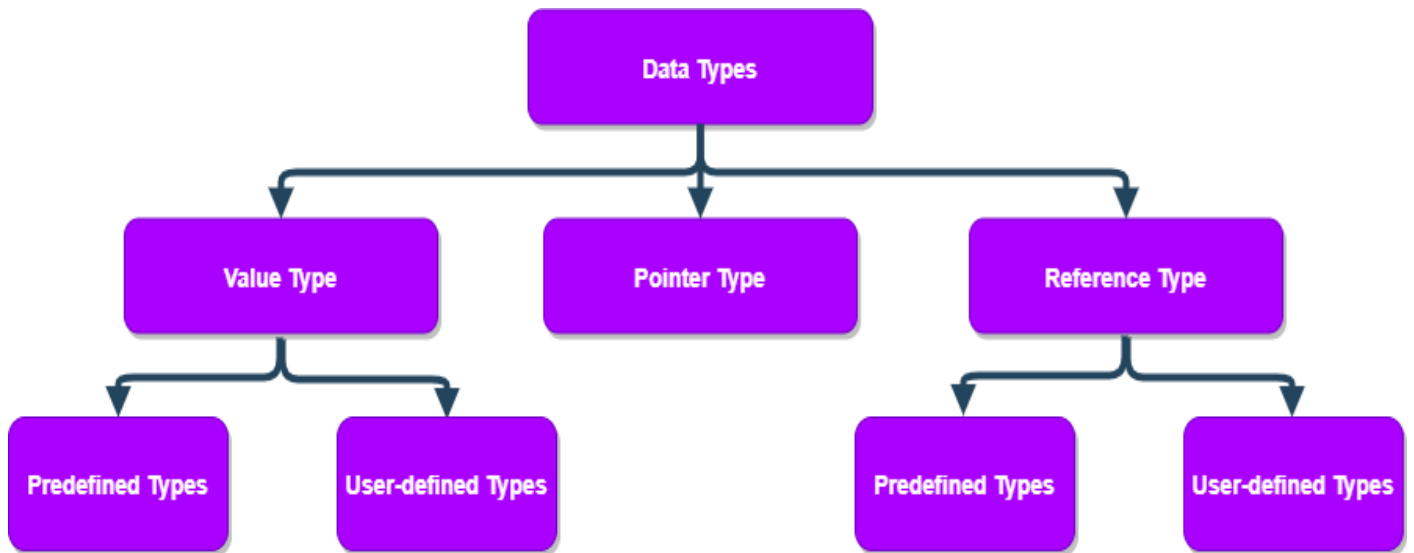 Data Types
Value Type
Pointer Type
Reference Type
Predefined Types
User-defined Types
Predefined Types
User-defined Types